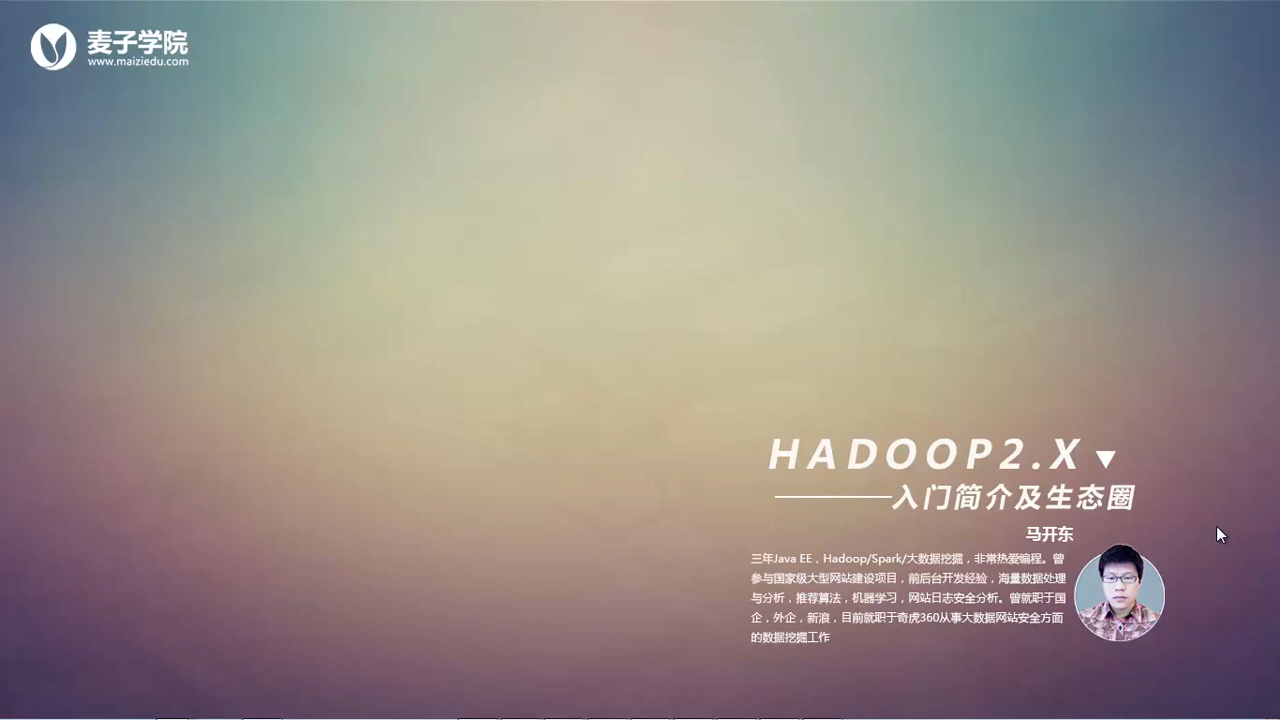 麦子学院
www.maiziedu.com
HADOOP2.X
入门简介及生态圈
马开东
三年Java EE，Hadoop/Spark/大数据挖掘，非常热爱编程。曾
参与国家级大型网站建设项目，前后台开发经验，海量数据处理
与分析，推荐算法，机器学习，网站日志安全分析。曾就职于国
企，外企，新浪，目前就职于奇虎360从事大数据网站安全方面
的数据挖掘工作